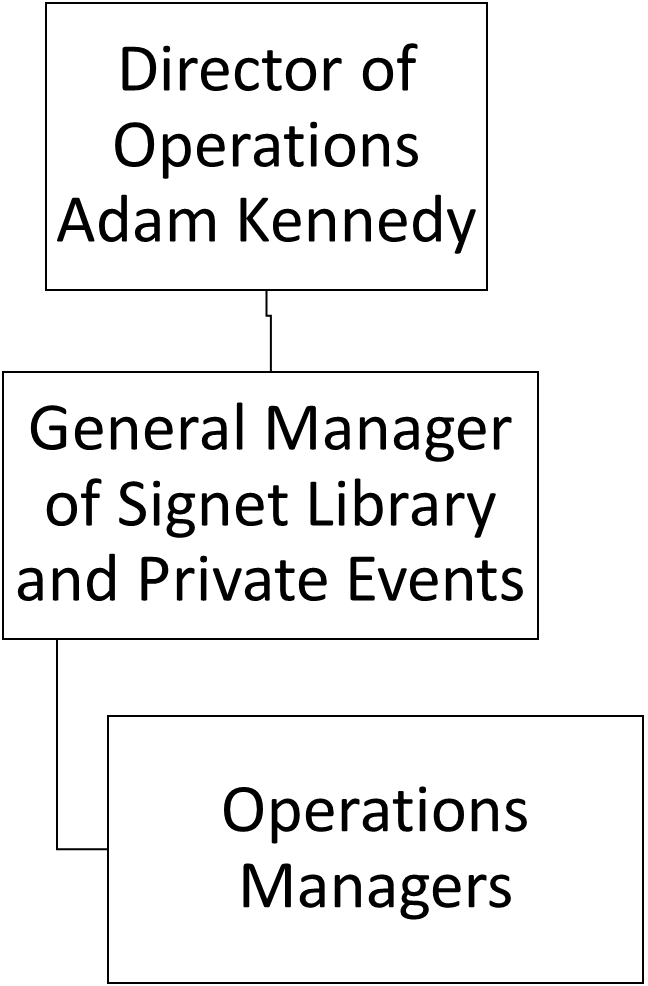 Director of
Operations
Adam Kennedy
General Manager
of Signet Library
and Private Events
Operations
Managers